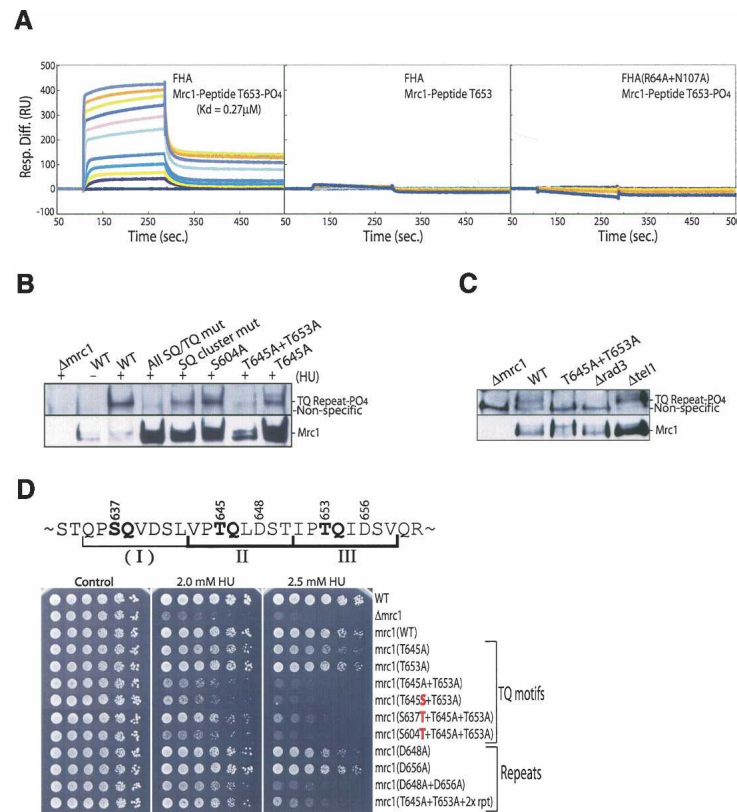 A
Resp. Diff. (RU)
500
400
300
200
100
0
-100
FHA
Mrc1-Peptide T653-PO4
(Kd = 0.27μM)
FHA
Mrc1-Peptide T653
FHA(R64A+N107A)
Mrc1-Peptide T653-PO4
50 150 250 350 450 50 150 250 350 450 50 150 250 350 450 50
Time (sec.) Time (sec.) Time (sec.)
B
Δmrc1 WT WT All SQ/TQ mut SQ cluster mut S604A T645A+T653A T645A
+ - + + + + + + (HU)
TQ Repeat-PO4
Non-specific
Mrc1
C
Δmrc1 WT T645A+T653A Δrad3 Δtel1
TQ Repeat-PO4
Non-specific
Mrc1
D
637 645 648 653 656
~STQPSQVDSLVPTQLDSTIPTQIDSVQR~
(I) II III
Control 2.0 mM HU 2.5 mM HU
WT
Δmrc1
mrc1(WT)
mrc1(T645A)
mrc1(T653A)
mrc1(T645A+T653A)
mrc1(T645S+T653A)
mrc1(S637T+T645A+T653A)
mrc1(S604T+T645A+T653A)
TQ motifs
mrc1(D648A)
mrc1(D656A)
mrc1(D648A+D656A)
mrc1(T645A+T653A+2x rpt)
Repeats